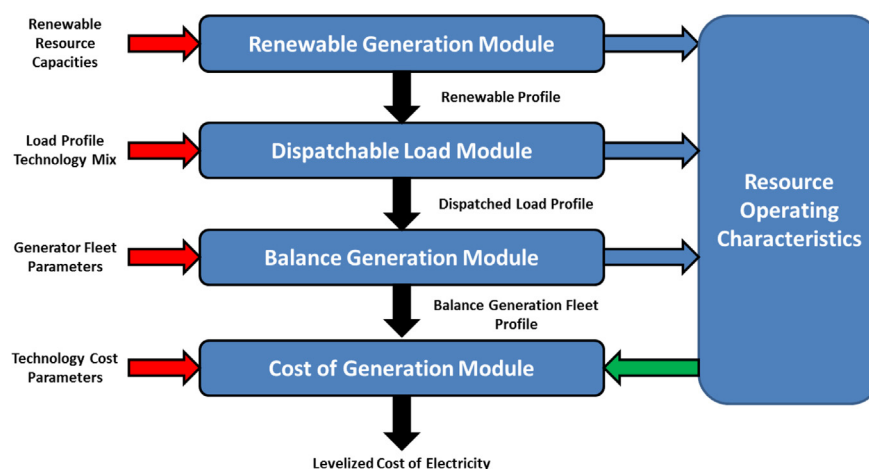 Renewable
Resource
Capacities
Renewable Generation Module
Renewable Profile
Load Profile
Technology Mix
Dispatchable Load Module
Dispatched Load Profile
Generator Fleet
Parameters
Balance Generation Module
Balance Generation Fleet
Profile
Technology Cost
Parameters
Cost of Generation Module
Levelized Cost of Electricity
Resource
Operating
Characteristics